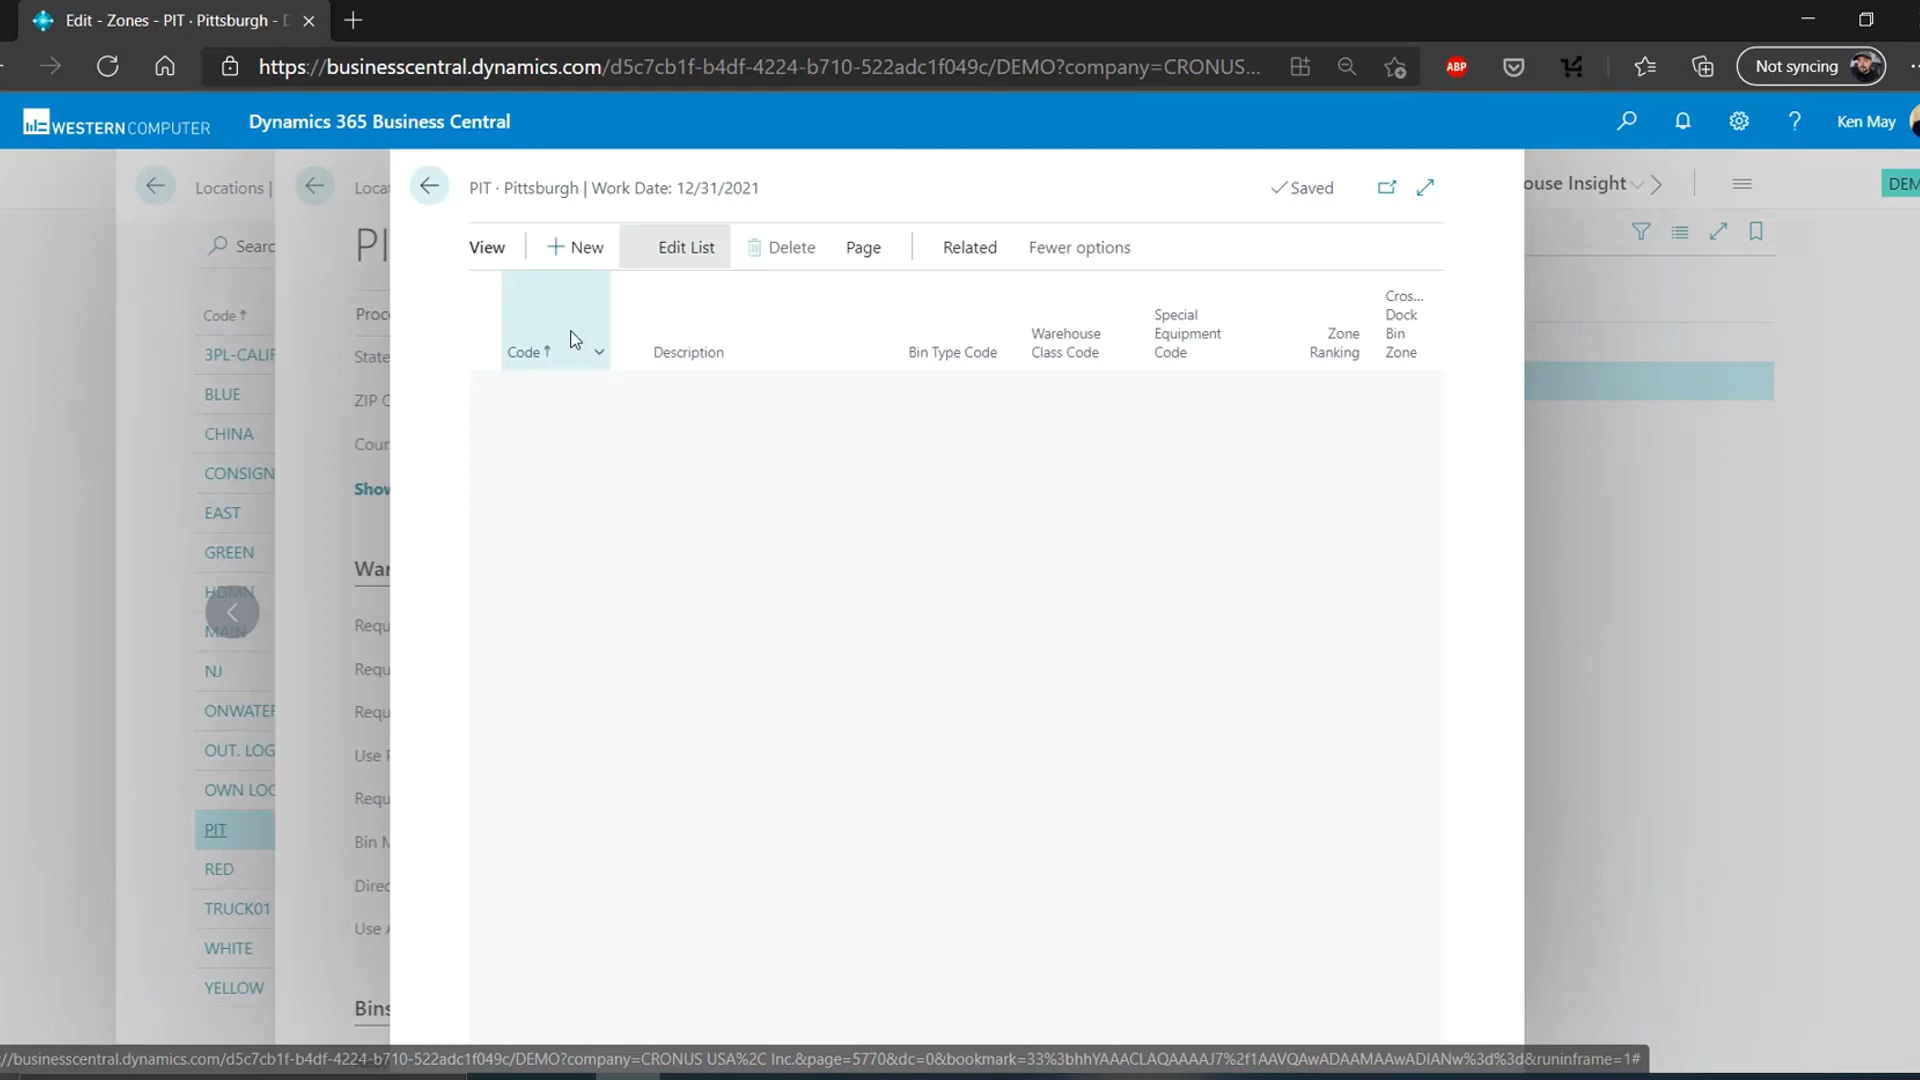 Edit - Zones - PIT · Pittsburgh - D
https://businesscentral.dynamics.com/d5c7cb1f-b4df-4224-b710-522adc1f049c/DEMO?company=CRONUS...
ABP
Not syncing
WESTERNCOMPUTER
Dynamics 365 Business Central
?
Ken May
Locations |
Locat
PIT · Pittsburgh | Work Date: 12/31/2021
Saved
ouse Insight
DEM
Searc
PI
View
New
Edit List
Delete
Page
Related
Fewer options
Code
Description
Bin Type Code
Warehouse
Class Code
Special
Equipment
Code
Zone
Ranking
Cros...
Dock
Bin
Zone
Code
3PL-CALIF
BLUE
CHINA
CONSIGN
EAST
GREEN
HDMN
MAIN
NJ
ONWATER
OUT. LOG
OWN LOG
PIT
RED
TRUCK01
WHITE
YELLOW
Proc
State
ZIP C
Coun
Show
War
Requ
Requ
Requ
Use P
Requ
Bin M
Direc
Use A
Bins
//businesscentral.dynamics.com/d5c7cb1f-b4df-4224-b710-522adc1f049c/DEMO?company=CRONUS USA%2C Inc.&page=5770&dc=0&bookmark=33%3bhhYAAACLAQAAAAJ7%2f1AAVQAwADAAMAAwADIANw%3d%3d&runinframe=1#